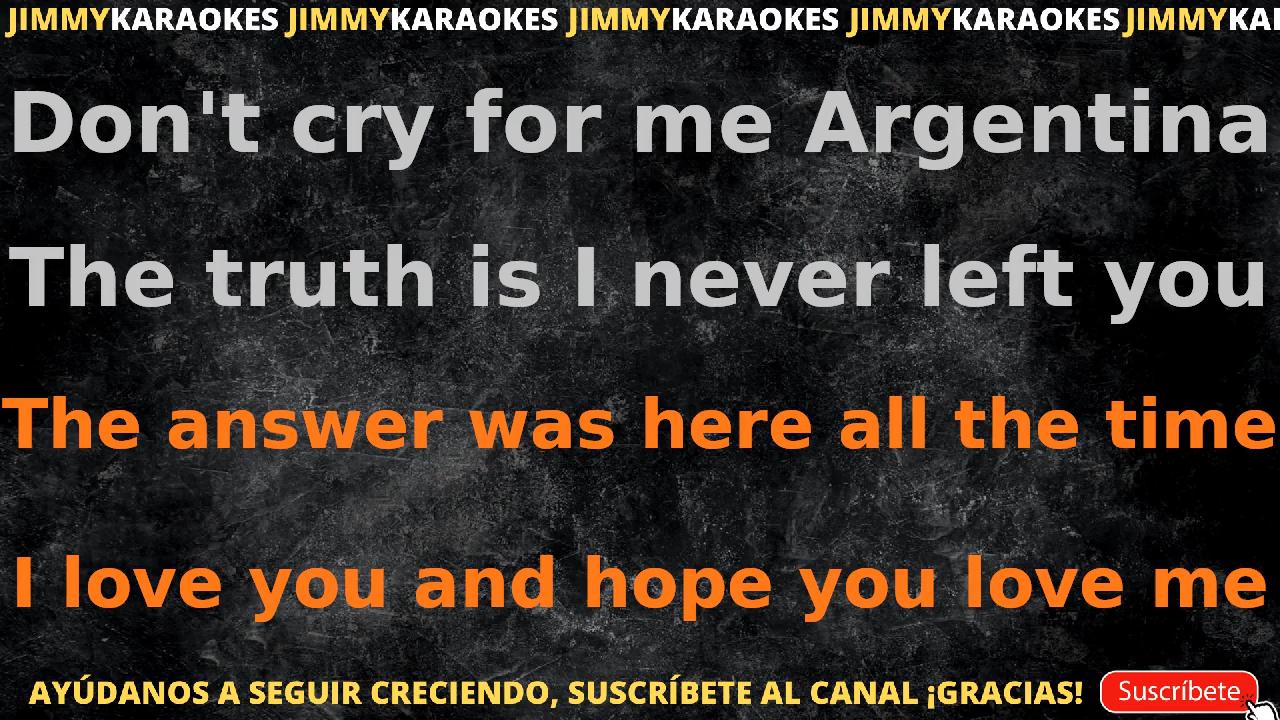 JIMMYKARAOKES JIMMYKARAOKES JIMMYKARAOKES JIMMYKARAOKES JIMMYKA
Don't cry for me Argentina
The truth is I never left you
The answer was here all the time
I love you and hope you love me
AYÚDANOS A SEGUIR CRECIENDO, SUSCRÍBETE AL CANAL ¡GRACIAS! Suscríbete